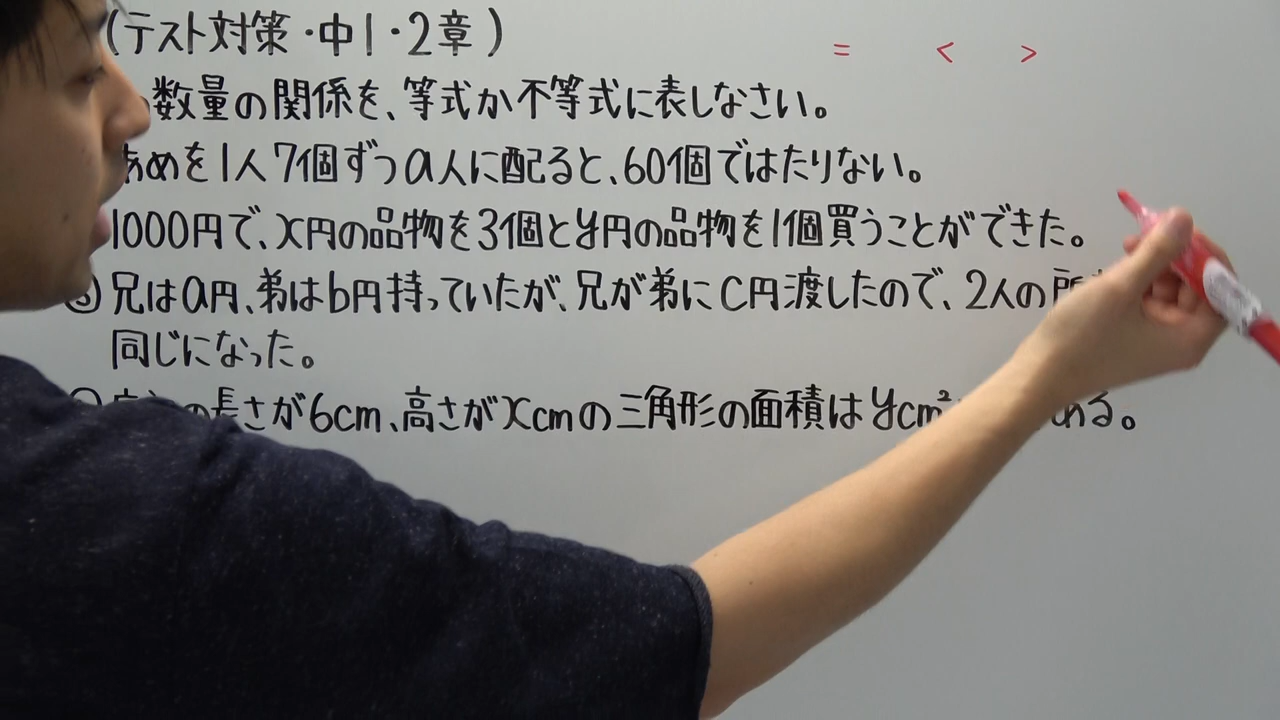 (テスト対策・中1・2章)
= < >
数量の関係を、等式か不等式に表しなさい。
あめを1人7個ずつa人に配ると、60個ではたりない。
1000円で、x円の品物を3個とy円の品物を1個買うことができた。
③兄はa円、弟はb円持っていたが、兄が弟にc円渡したので、2人の
同じになった。
長さが6cm、高さがxcmの三角形の面積はycm²ある。